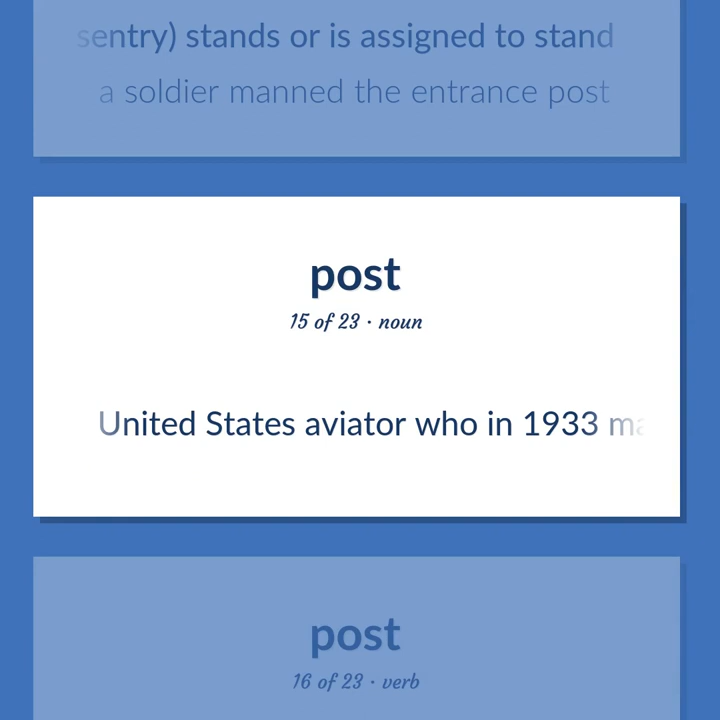 sentry) stands or is assigned to stand
a soldier manned the entrance post
post
15 of 23 · noun
United States aviator who in 1933
post
16 of 23 · verb